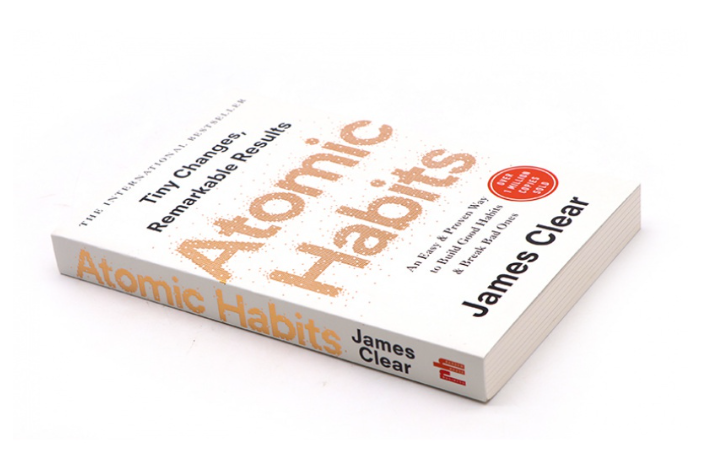 THE INTERNATIONAL BESTSELLER
Tiny Changes,
Remarkable Results
Atomic
Habits
OVER
1 MILLION
COPIES
SOLD
An Easy & Proven Way
to Build Good Habits
& Break Bad Ones
James Clear
Atomic Habits
James
Clear